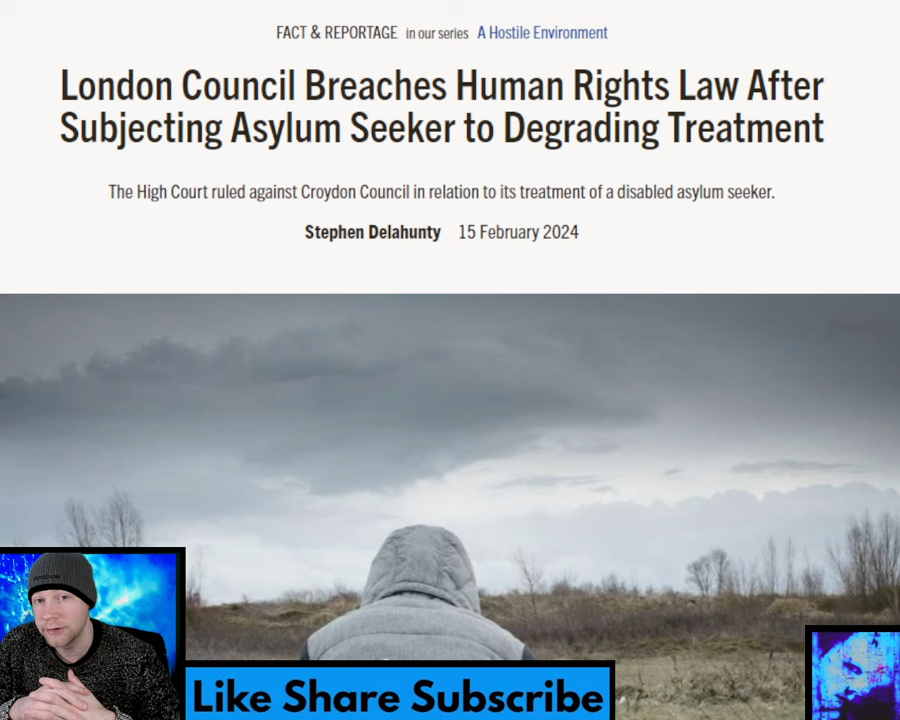 FACT & REPORTAGE in our series A Hostile Environment
London Council Breaches Human Rights Law After
Subjecting Asylum Seeker to Degrading Treatment
The High Court ruled against Croydon Council in relation to its treatment of a disabled asylum seeker.
Stephen Delahunty 15 February 2024
Like Share Subscribe